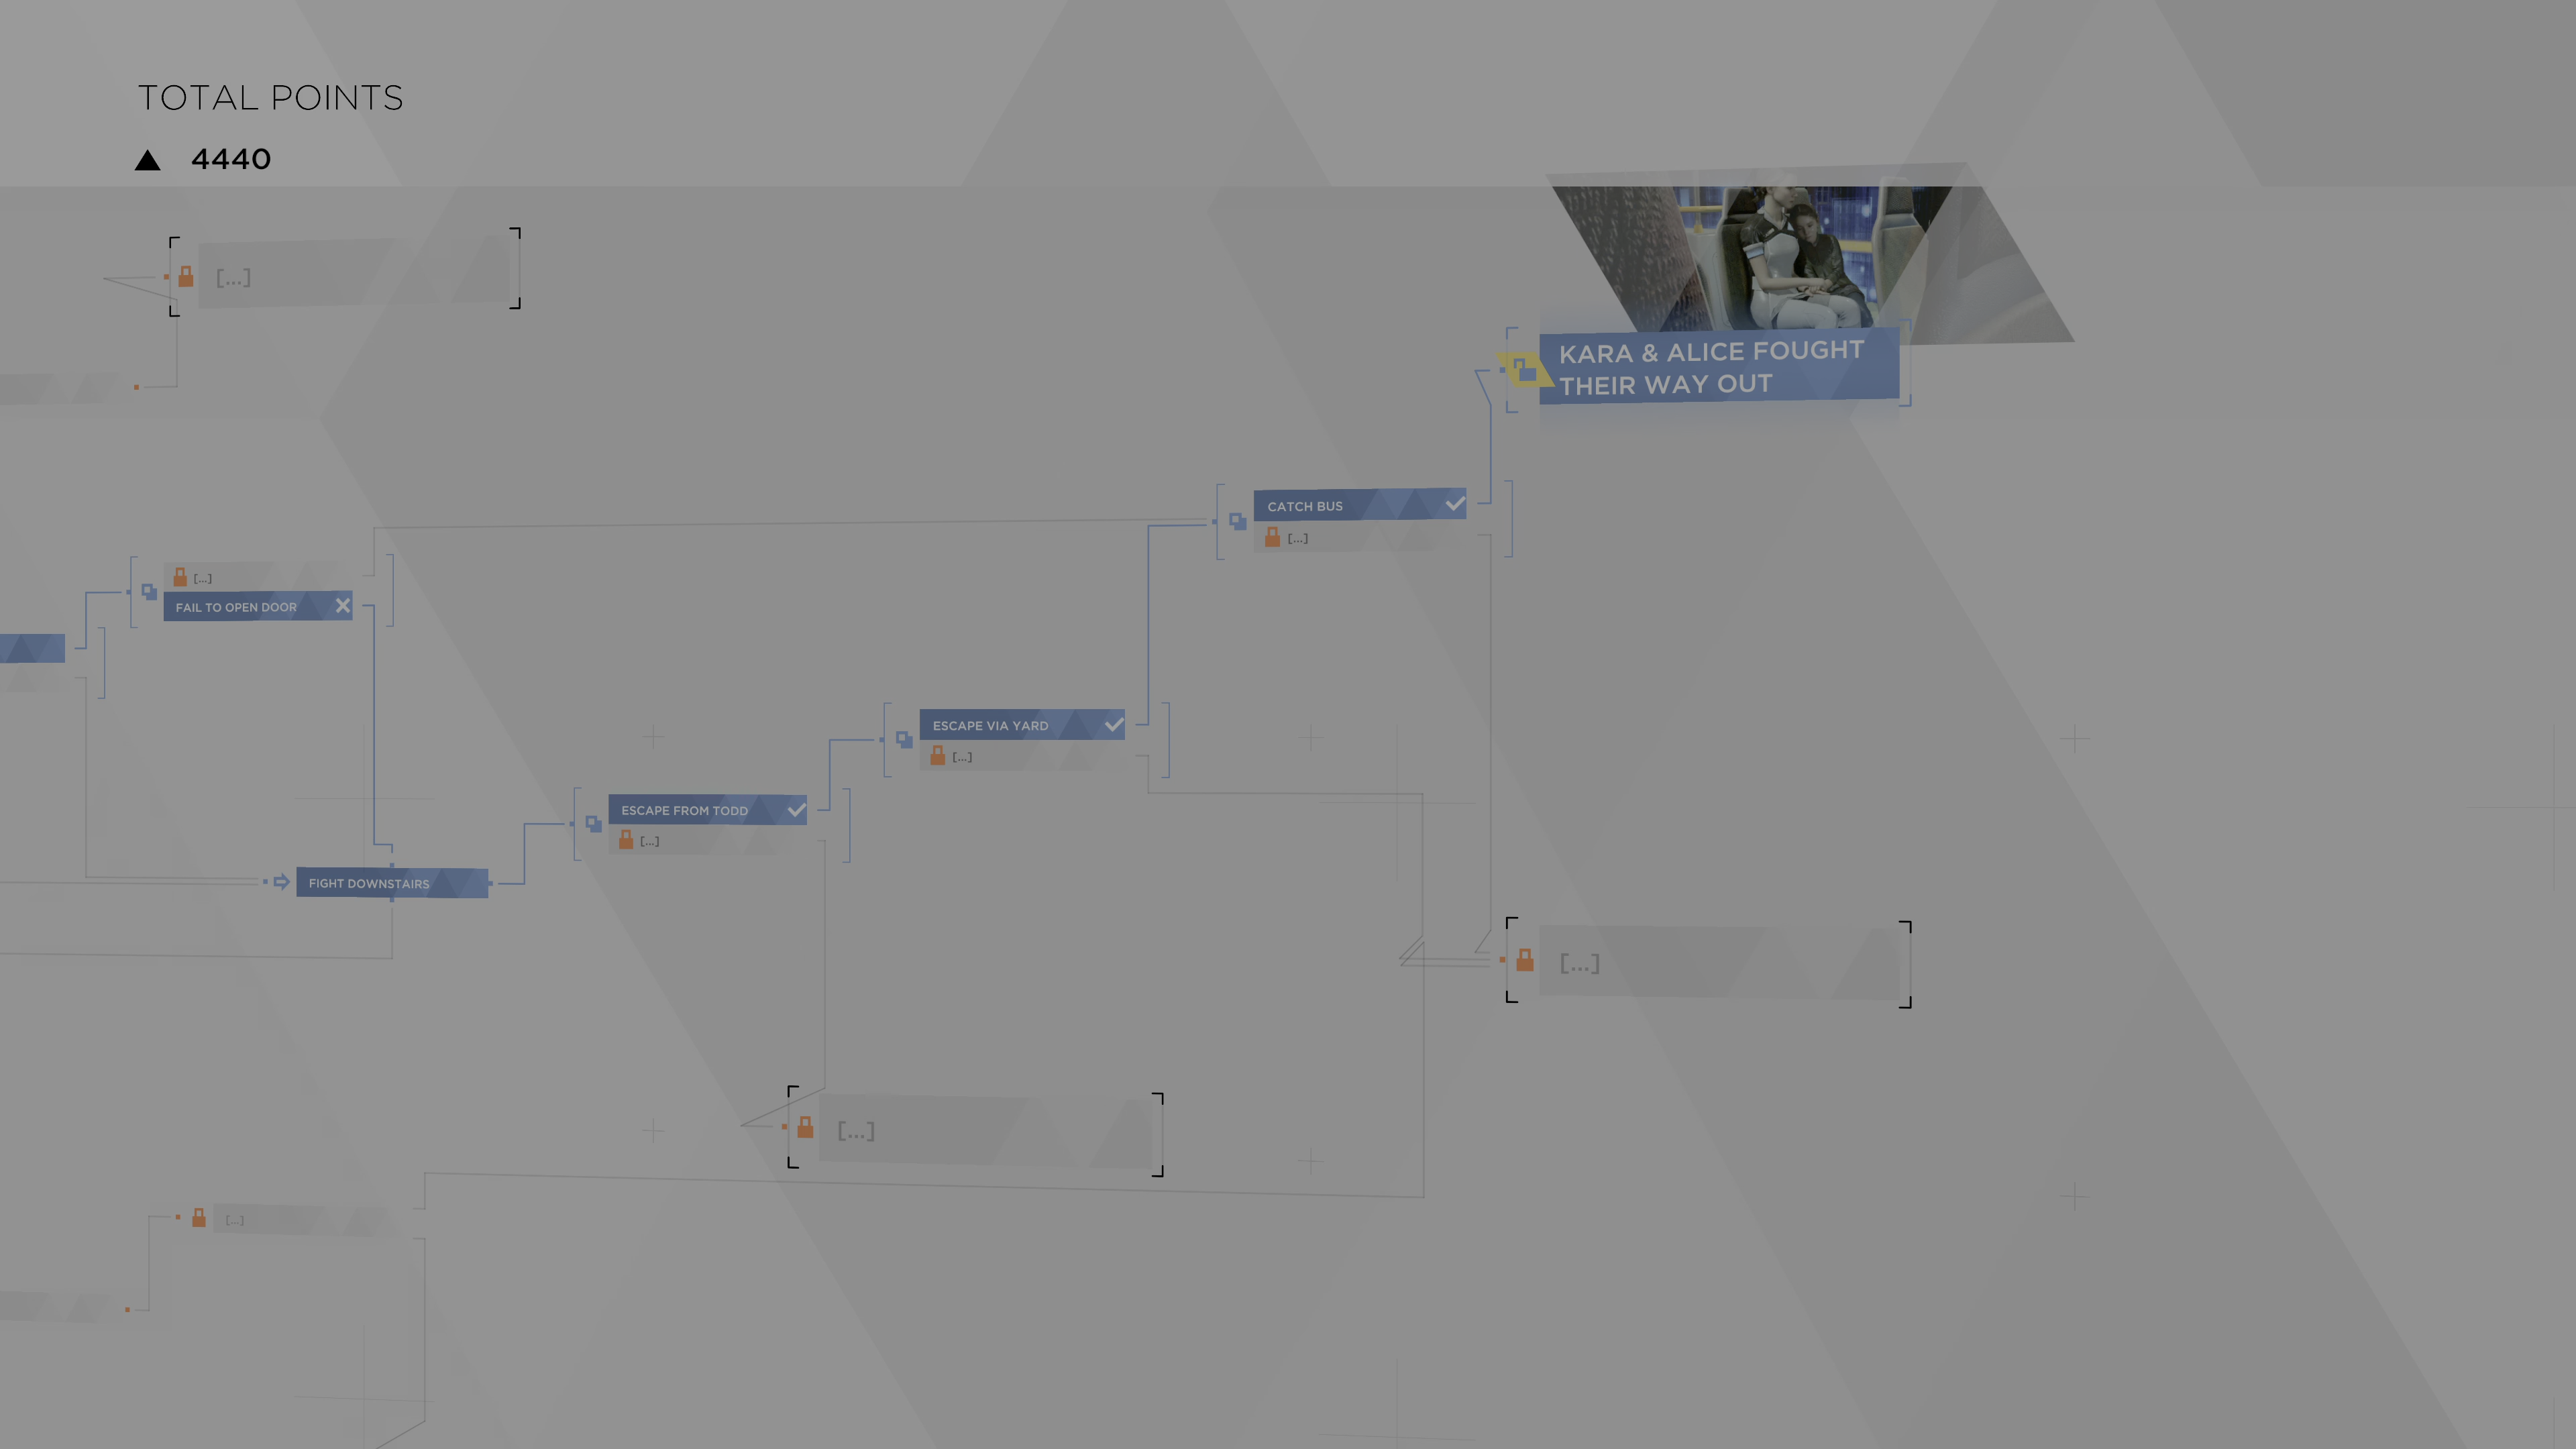 TOTAL POINTS
4440
[...]
KARA & ALICE FOUGHT
THEIR WAY OUT
CATCH BUS
[...]
[...]
FAIL TO OPEN DOOR
ESCAPE VIA YARD
[...]
ESCAPE FROM TODD
[...]
FIGHT DOWNSTAIRS
[...]
[...]
[...]